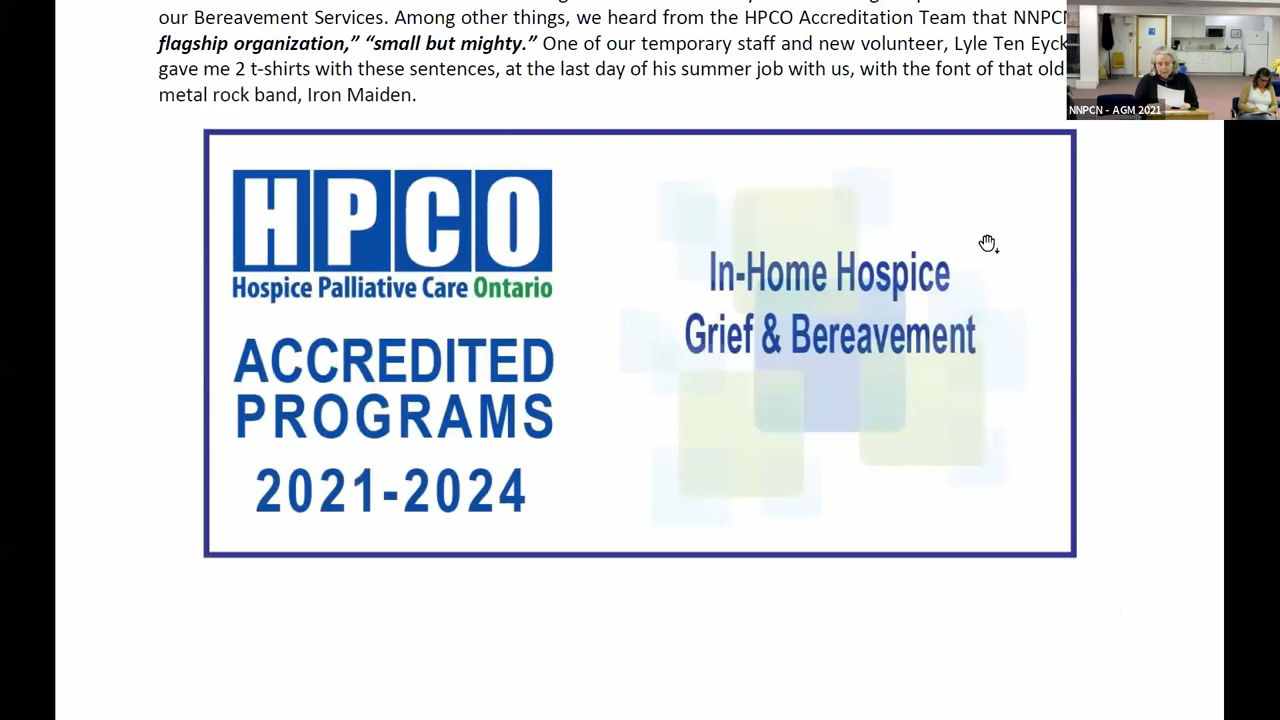 our Bereavement Services. Among other things, we heard from the HPCO Accreditation Team that NNPCN
flagship organization,” “small but mighty.” One of our temporary staff and new volunteer, Lyle Ten Eyck
gave me 2 t-shirts with these sentences, at the last day of his summer job with us, with the font of that old
metal rock band, Iron Maiden.
NNPCN - AGM 2021
HPCO
Hospice Palliative Care Ontario
ACCREDITED
PROGRAMS
2021-2024
In-Home Hospice
Grief & Bereavement